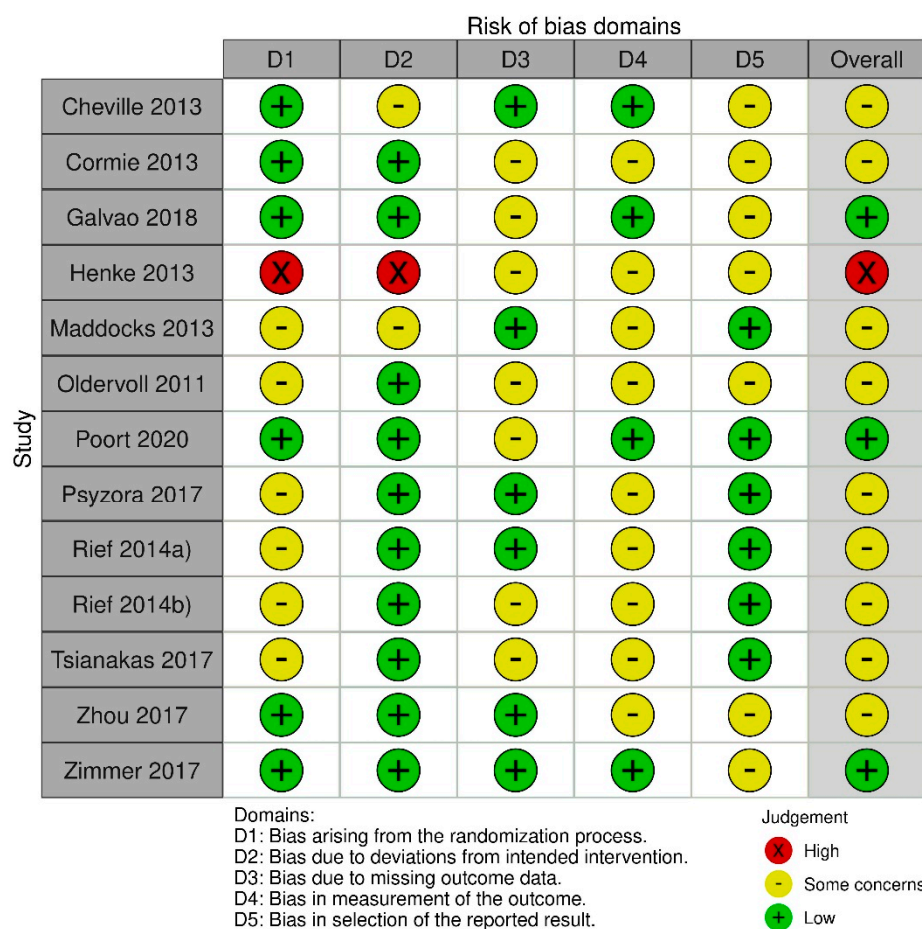 Risk of bias domains
D1 D2 D3 D4 D5 Overall
Cheville 2013 + - + + - -
Cormie 2013 + + - - - -
Galvao 2018 + + - + - +
Henke 2013 X X - - - X
Maddocks 2013 - - + - + -
Oldervoll 2011 - + - - - -
Poort 2020 + + - + + +
Psyzora 2017 - + + - + -
Rief 2014a) - + + - + -
Rief 2014b) - + - - + -
Tsianakas 2017 - + - - + -
Zhou 2017 + + + - - -
Zimmer 2017 + + + + - +
Study
Domains:
D1: Bias arising from the randomization process.
D2: Bias due to deviations from intended intervention.
D3: Bias due to missing outcome data.
D4: Bias in measurement of the outcome.
D5: Bias in selection of the reported result.
Judgement
X High
- Some concerns
+ Low